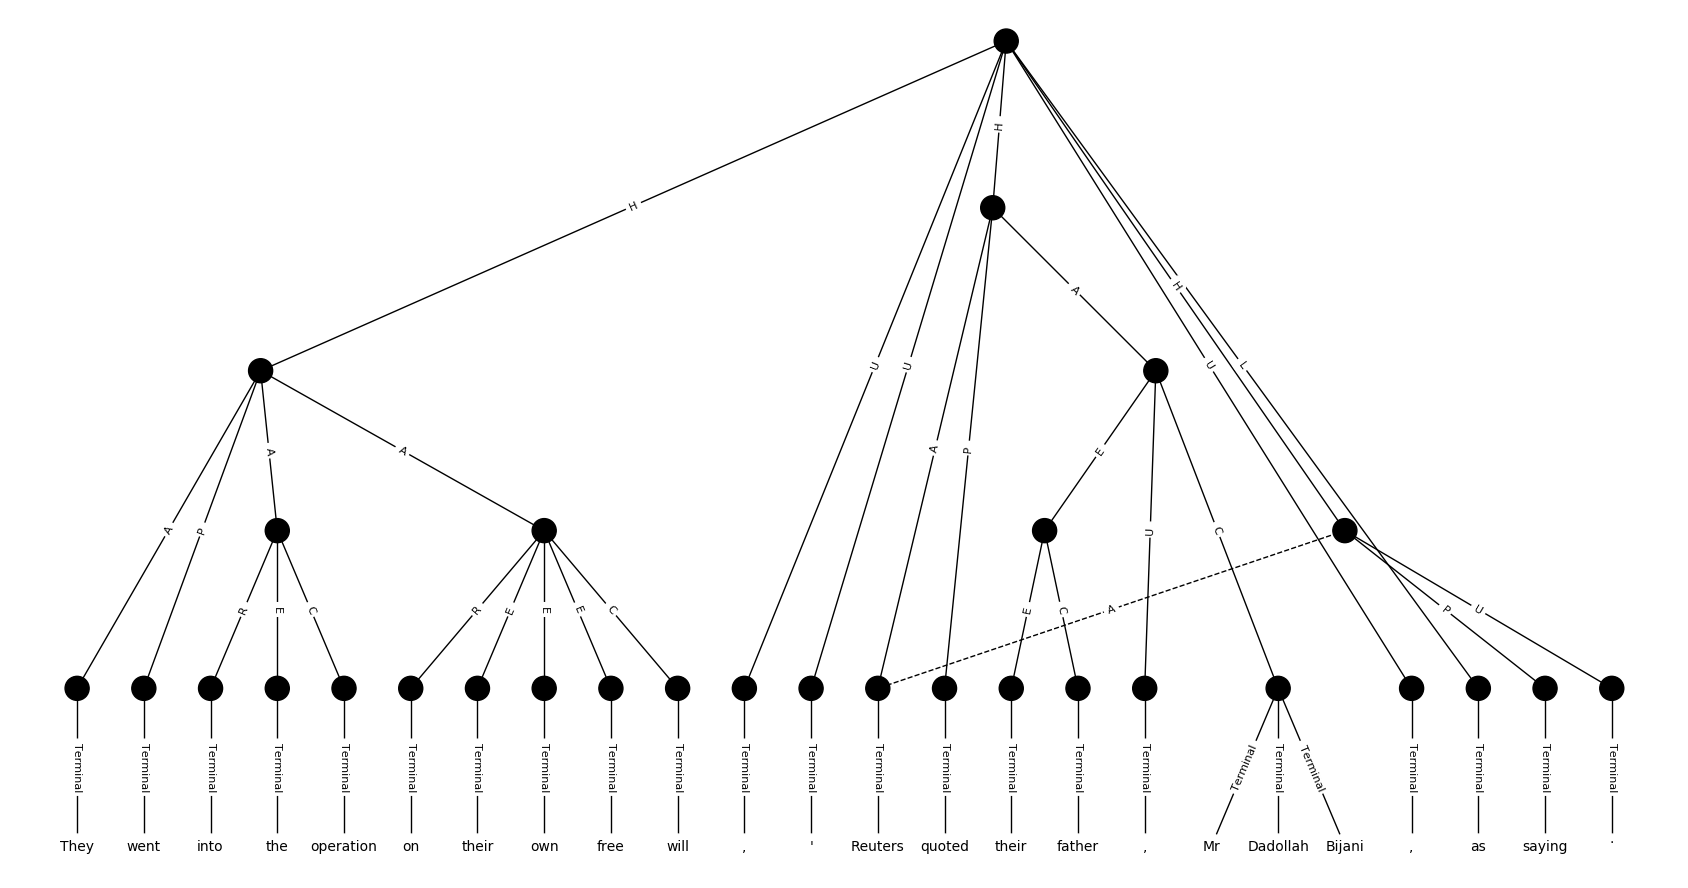 H
H
A
U
U
A
P
H
L
U
A
A
A
P
E
A
P
U
C
R
E
C
R
E
E
E
C
E
C
A
P
U
Terminal Terminal Terminal Terminal Terminal Terminal Terminal Terminal Terminal Terminal Terminal Terminal Terminal Terminal Terminal Terminal Terminal Terminal Terminal Terminal Terminal Terminal Terminal Terminal
They went into the operation on their own free will , ' Reuters quoted their father , Mr Dadollah Bijani , as saying .